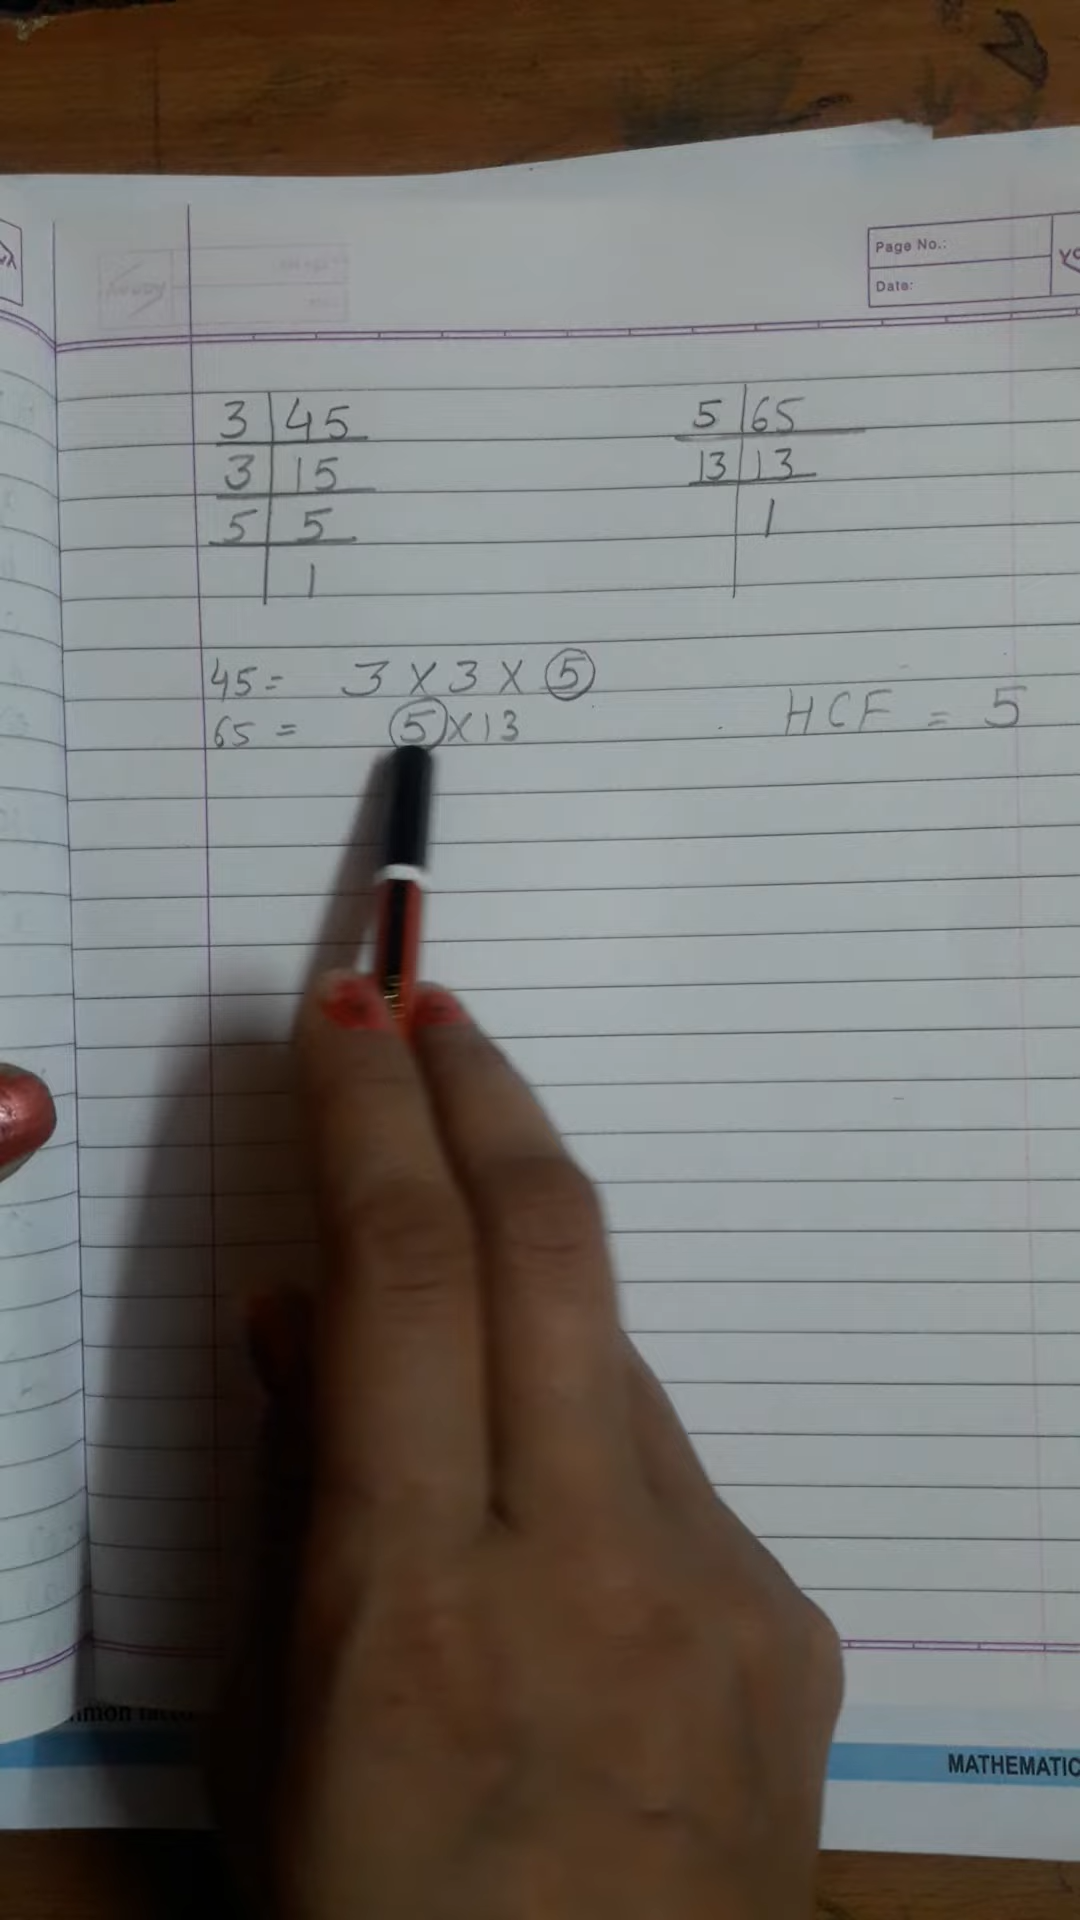 Page No.:
Date:
3 | 45
3 | 15
5 | 5
1
5 | 65
13 | 13
1
45 = 3 X 3 X 5
65 = 5 X 13
HCF = 5
MATHEMATIC